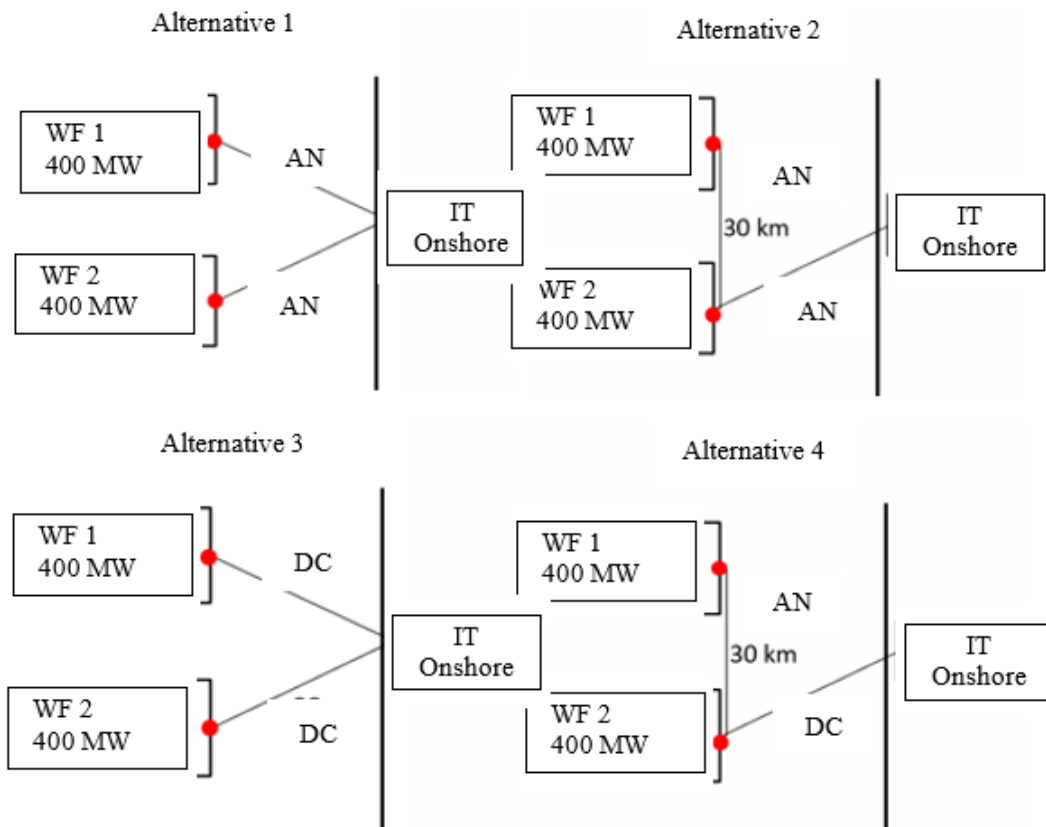 Alternative 1
WF 1
400 MW
AN
IT
Onshore
WF 2
400 MW
AN
Alternative 2
WF 1
400 MW
AN
30 km
IT
Onshore
WF 2
400 MW
AN
Alternative 3
WF 1
400 MW
DC
IT
Onshore
WF 2
400 MW
DC
Alternative 4
WF 1
400 MW
AN
30 km
IT
Onshore
WF 2
400 MW
DC